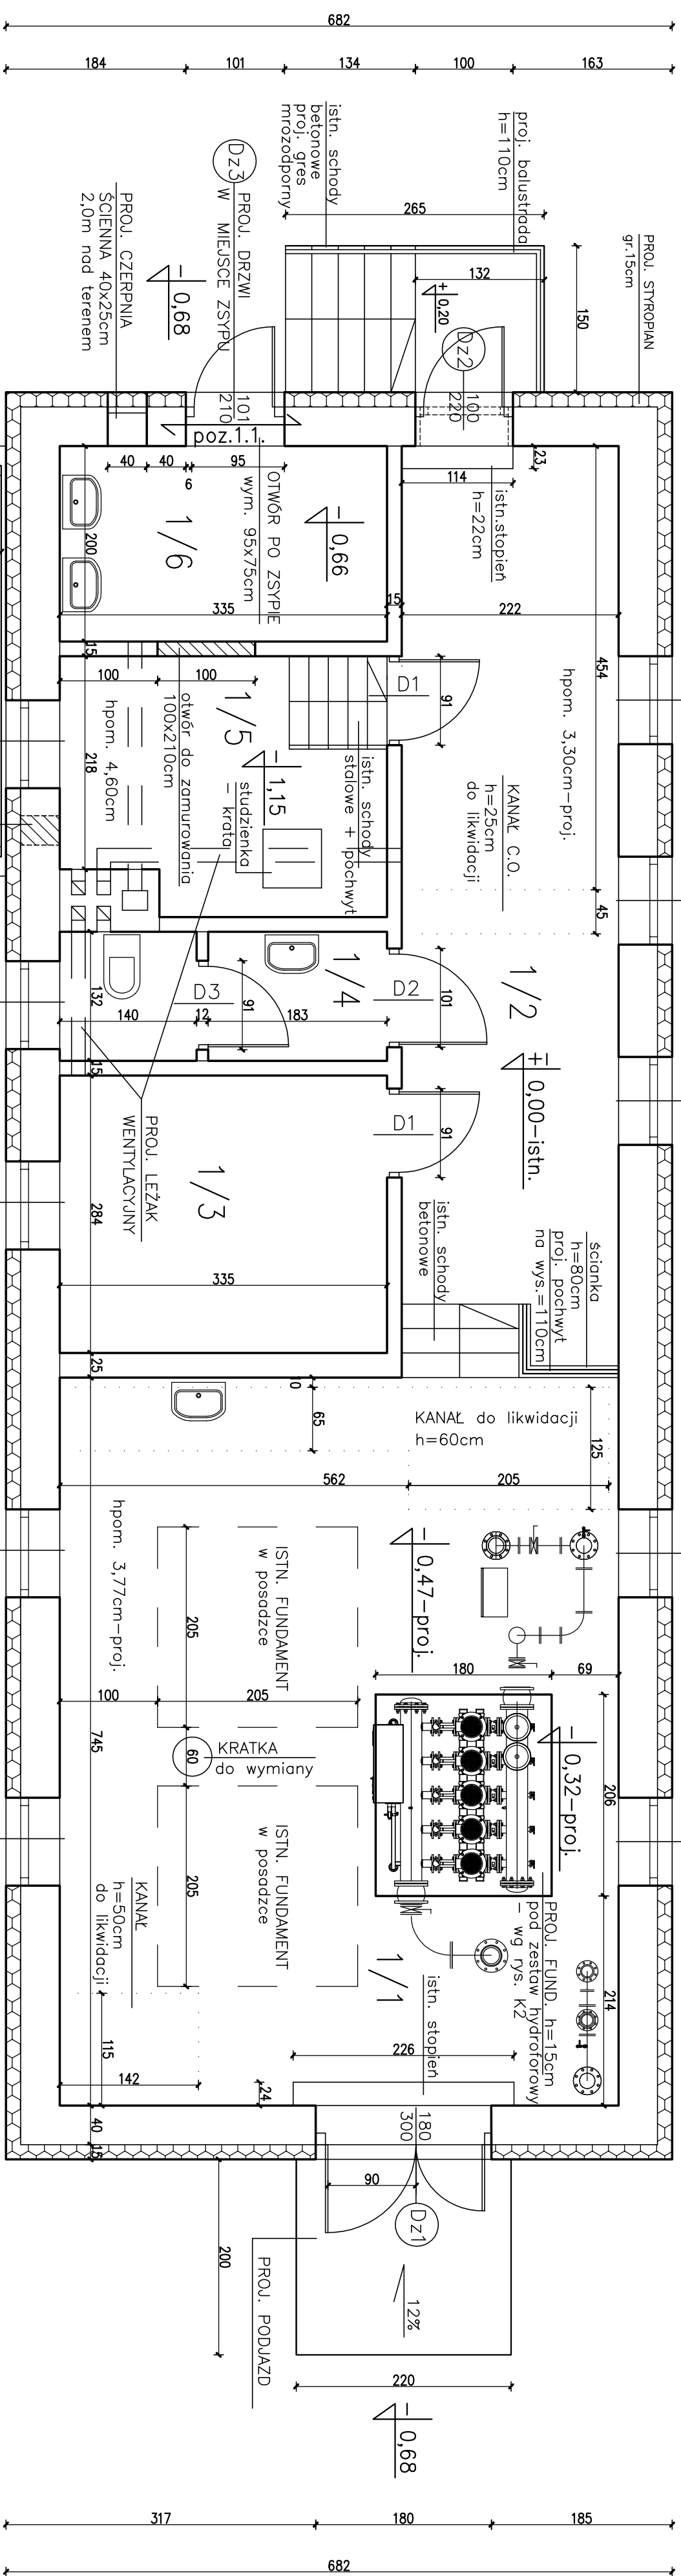 682
184
101
134
100
163
istn. schody
betonowe
proj. gres
mrozodporny
proj. balustrada
h=110cm
PROJ. STYROPIAN
gr.15cm
265
132
150
Dz3
PROJ. DRZWI
W MIEJSCE ZSYPU
PROJ. CZERPNIA
ŚCIENNA 40x25cm
2,0m nad terenem
- 0,68
+ 0,20
Dz2
100
220
101
210
poz.1.1.
40
40
6
95
OTWÓR PO ZSYPIE
wym. 95x75cm
- 0,66
23
114
istn.stopień
h=22cm
1/6
200
335
15
222
454
15
100
100
91
D1
hpom. 3,30cm-proj.
1/5
otwór do zamurowania
100x210cm
hpom. 4,60cm
218
- 1,15
studzienka
- krata
istn. schody
stalowe + pochwyt
KANAŁ C.O.
h=25cm
do likwidacji
45
1/2
1/4
D3
91
D2
101
132
140
12
183
± 0,00-istn.
15
D1
91
PROJ. LEŻAK
WENTYLACYJNY
1/3
284
335
istn. schody
betonowe
ścianka
h=80cm
proj. pochwyt
na wys.=110cm
25
10
65
KANAŁ do likwidacji
h=60cm
125
562
205
hpom. 3,77cm-proj.
ISTN. FUNDAMENT
w posadzce
- 0,47-proj.
205
100
205
180
69
745
60
KRATKA
do wymiany
- 0,32-proj.
206
ISTN. FUNDAMENT
w posadzce
205
KANAŁ
h=50cm
do likwidacji
PROJ. FUND. h=15cm
pod zestaw hydroforowy
- wg rys. K2
1/1
istn. stopień
214
115
142
226
24
40
15
180
300
90
Dz1
200
PROJ. PODJAZD
12%
220
- 0,68
317
180
185
682